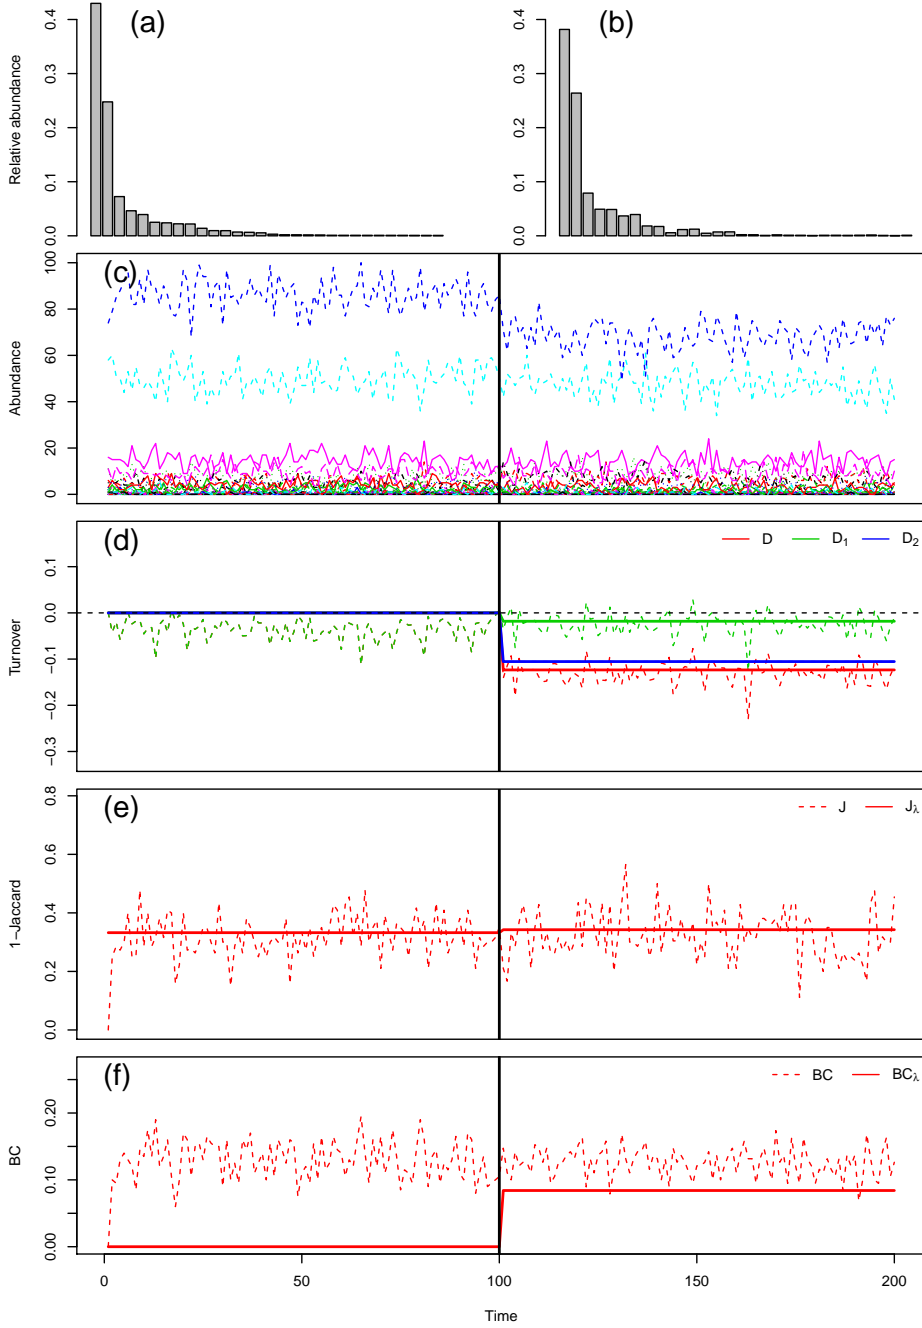 (a) (b)
Relative abundance
0.0 0.1 0.2 0.3 0.4
0.0 0.1 0.2 0.3 0.4
(c)
Abundance
0 20 40 60 80 100
(d)
D D₁ D₂
Turnover
−0.3 −0.2 −0.1 0.0 0.1
(e)
J Jλ
1−Jaccard
0.0 0.2 0.4 0.6 0.8
(f)
BC BCλ
BC
0.00 0.10 0.20
0 50 100 150 200
Time